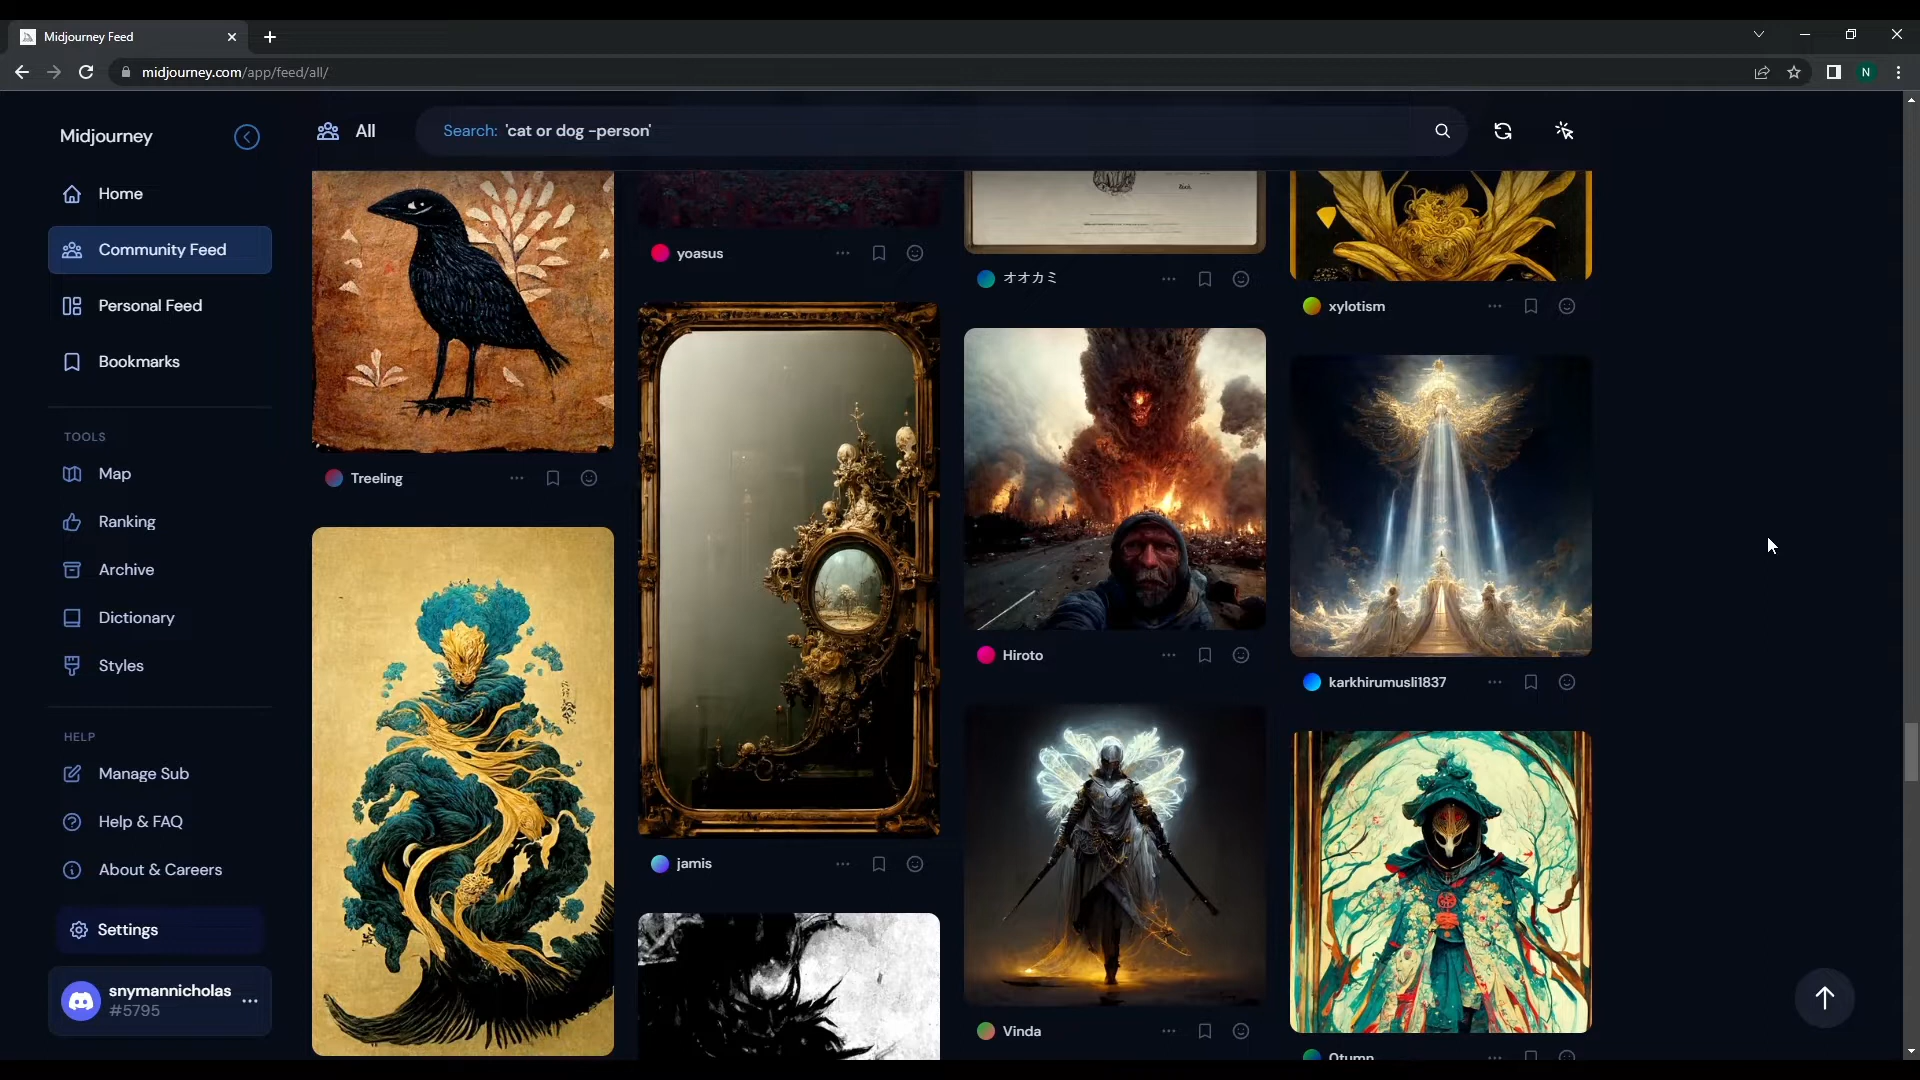 Midjourney Feed
midjourney.com/app/feed/all/
N
Midjourney
All
Search: 'cat or dog -person'
Home
Community Feed
Personal Feed
Bookmarks
TOOLS
Map
Ranking
Archive
Dictionary
Styles
HELP
Manage Sub
Help & FAQ
About & Careers
Settings
snymannicholas
#5795
Treeling
yoasus
jamis
オオカミ
Hiroto
Vinda
xylotism
karkhirumusli1837
Otumn